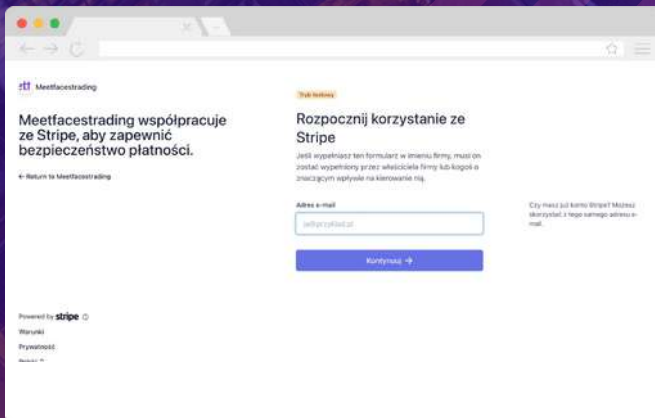 Meetfacestrading
Meetfacestrading współpracuje
ze Stripe, aby zapewnić
bezpieczeństwo płatności.
← Return to Meetfacestrading
Tryb testowy
Rozpocznij korzystanie ze
Stripe
Jeśli wypełniasz ten formularz w imieniu firmy, musi on
zostać wypełniony przez właściciela firmy lub kogoś o
znaczącym wpływie na kierowanie nią.
Adres e-mail
Kontynuuj →
Czy masz już konto Stripe? Możesz
skorzystać z tego samego adresu e-
mail.
Powered by stripe
Warunki
Prywatność